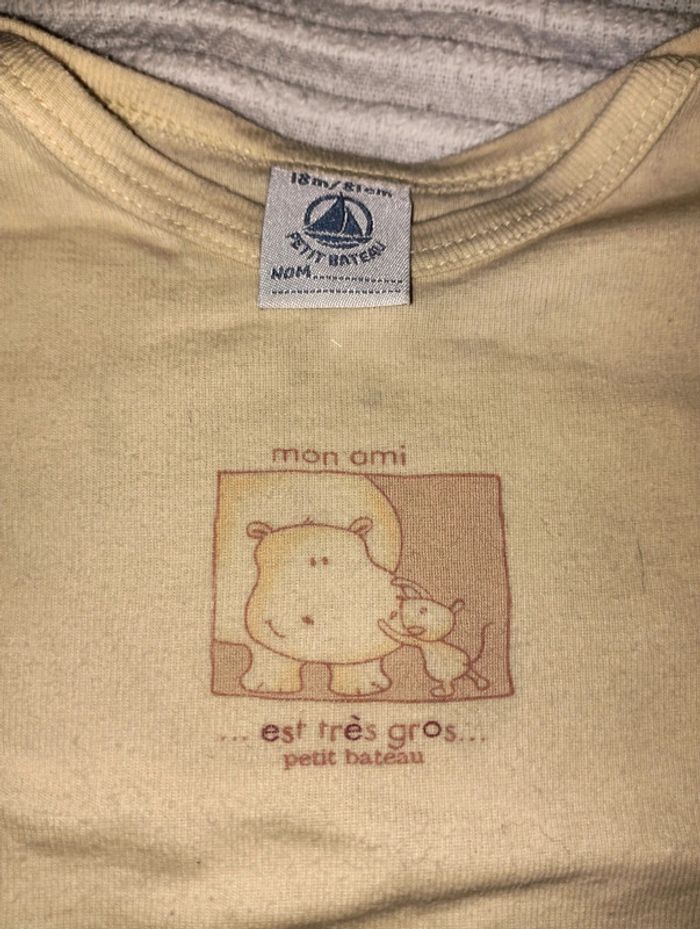 18m/81cm
PETIT BATEAU
NOM
mon ami
... est très gros...
petit bateau